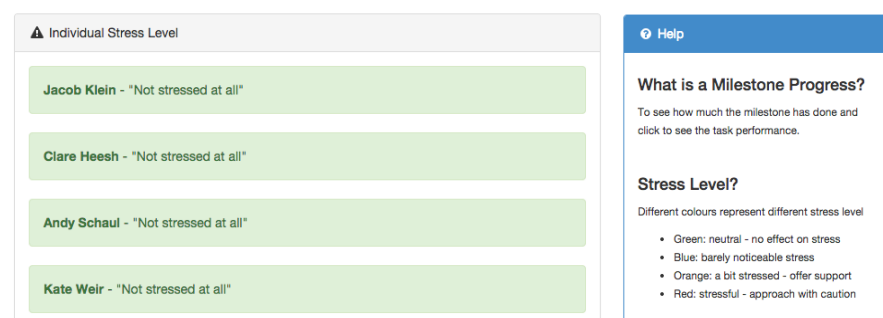 Individual Stress Level
Jacob Klein - "Not stressed at all"
Clare Heesh - "Not stressed at all"
Andy Schaul - "Not stressed at all"
Kate Weir - "Not stressed at all"
Help
What is a Milestone Progress?
To see how much the milestone has done and
click to see the task performance.
Stress Level?
Different colours represent different stress level
• Green: neutral - no effect on stress
• Blue: barely noticeable stress
• Orange: a bit stressed - offer support
• Red: stressful - approach with caution